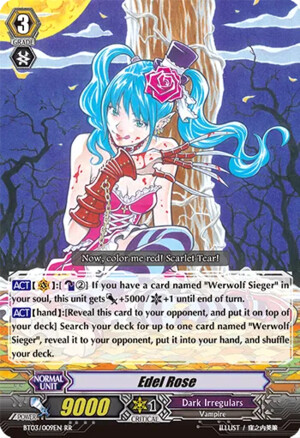 3
GRADE
Now, color me red! Scarlet Tear!
ACT [ ]:[ ②] If you have a card named "Werwolf Sieger" in
your soul, this unit gets +5000/ +1 until end of turn.
ACT [hand]:[Reveal this card to your opponent, and put it on top of
your deck] Search your deck for up to one card named "Werwolf
Sieger", reveal it to your opponent, put it into your hand, and shuffle
your deck.
NORMAL
UNIT
Edel Rose
POWER
9000
1
CRITICAL
Dark Irregulars
Vampire
BT03/009EN RR
ILLUST